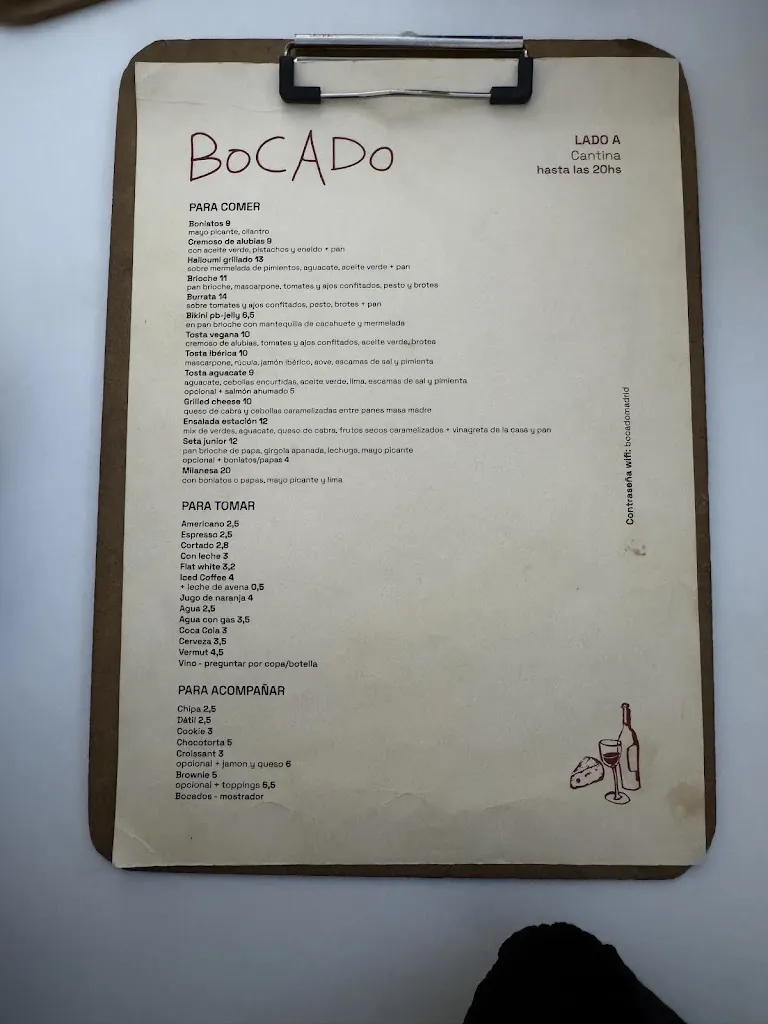 BOCADO
LADO A
Cantina
hasta las 20hs
PARA COMER
Boniatos 9
mayo picante, cilantro
Cremoso de alubias 9
con aceite verde, pistachos y eneldo + pan
Halloumi grillado 13
sobre mermelada de pimientos, aguacate, aceite verde + pan
Brioche 11
pan brioche, mascarpone, tomates y ajos confitados, pesto y brotes
Burrata 14
sobre tomates y ajos confitados, pesto, brotes + pan
Bikini pb-jelly 6,5
en pan brioche con mantequilla de cacahuete y mermelada
Tosta vegana 10
cremoso de alubias, tomates y ajos confitados, aceite verde, brotes
Tosta ibérica 10
mascarpone, rúcula, jamón ibérico, aove, escamas de sal y pimienta
Tosta aguacate 9
aguacate, cebollas encurtidas, aceite verde, lima, escamas de sal y pimienta
opcional + salmón ahumado 5
Grilled cheese 10
queso de cabra y cebollas caramelizadas entre panes masa madre
Ensalada estación 12
mix de verdes, aguacate, queso de cabra, frutos secos caramelizados + vinagreta de la casa y pan
Seta junior 12
pan brioche de papa, girgola apanada, lechuga, mayo picante
opcional + boniatos/papas 4
Milanesa 20
con boniatos o papas, mayo picante y lima
Contraseña wifi: bocadomadrid
PARA TOMAR
Americano 2,5
Espresso 2,5
Cortado 2,8
Con leche 3
Flat white 3,2
Iced Coffee 4
+ leche de avena 0,5
Jugo de naranja 4
Agua 2,5
Agua con gas 3,5
Coca Cola 3
Cerveza 3,5
Vermut 4,5
Vino - preguntar por copa/botella
PARA ACOMPAÑAR
Chipa 2,5
Dátil 2,5
Cookie 3
Chocotorta 5
Croissant 3
opcional + jamon y queso 6
Brownie 5
opcional + toppings 5,5
Bocados - mostrador